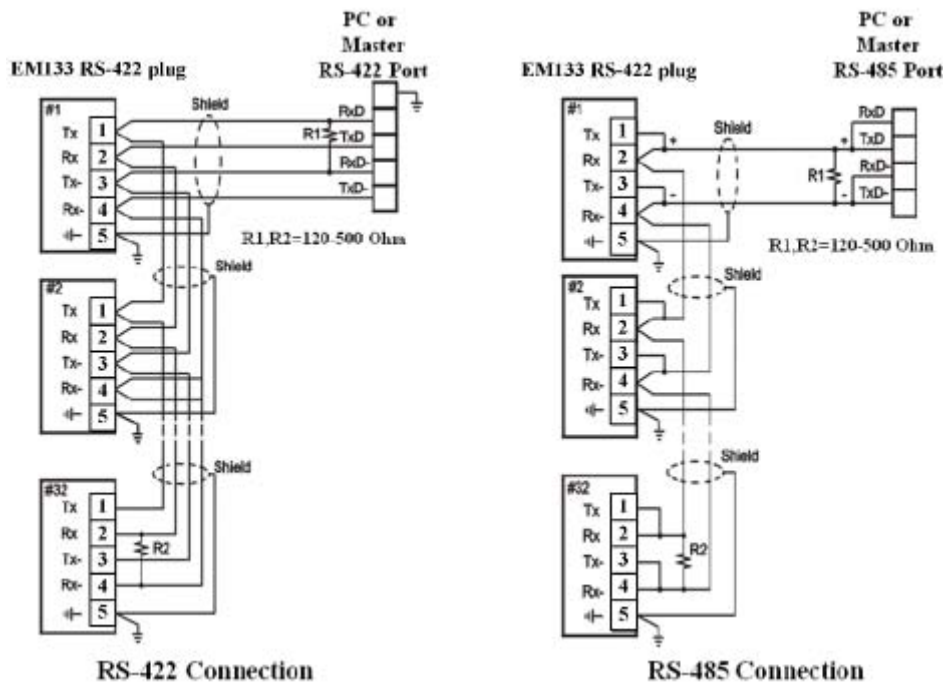 PC or
Master
RS-422 Port
EM133 RS-422 plug
#1
Tx 1
Rx 2
Tx- 3
Rx- 4
5
Shield
RxD
R1
TxD
RxD-
TxD-
R1,R2=120-500 Ohm
Shield
#2
Tx 1
Rx 2
Tx- 3
Rx- 4
5
Shield
#32
Tx 1
Rx 2
R2
Tx- 3
Rx- 4
5
RS-422 Connection
PC or
Master
RS-485 Port
EM133 RS-422 plug
#1
Tx 1
Rx 2
Tx- 3
Rx- 4
5
+
-
Shield
R1
+
-
RxD
TxD
RxD-
TxD-
R1,R2=120-500 Ohm
Shield
#2
Tx 1
Rx 2
Tx- 3
Rx- 4
5
Shield
#32
Tx 1
Rx 2
R2
Tx- 3
Rx- 4
5
RS-485 Connection